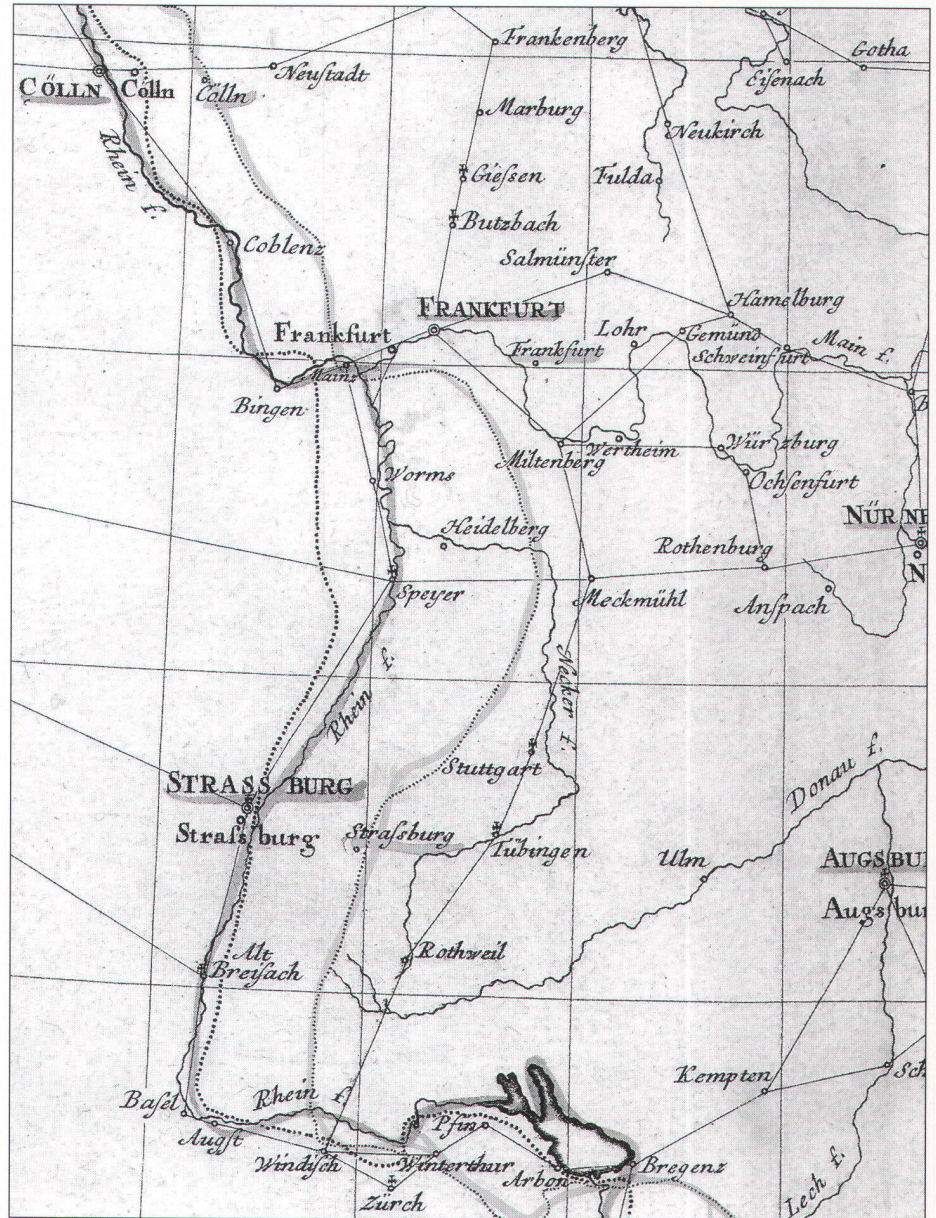 Frankenberg
Gotha
Eiſenach
CÖLLN
Cölln
Cölln
Neuſtadt
Marburg
Neukirch
Rhein f.
Gieſsen
Fulda
Butzbach
Coblenz
Salmünſter
Hamelburg
FRANKFURT
Frankfurt
Lohr
Gemünd
Main f.
Mainz
Frankfurt
Schweinfurt
Bingen
Miltenberg
Wertheim
Würzburg
Worms
Ochſenfurt
Heidelberg
NÜRNB
Rothenburg
N
Speyer
Meckmühl
Anſpach
Rhein f.
Necker f.
Stuttgart
Donau f.
STRASSBURG
Straſsburg
Straſsburg
Tübingen
Ulm
AUGSBU
Augsbur
Alt
Breiſach
Rothweil
Kempten
Sch
Baſel
Rhein f.
Augſt
Pfin
Windiſch
Winterthur
Arbon
Bregenz
Zürch
Lech f.